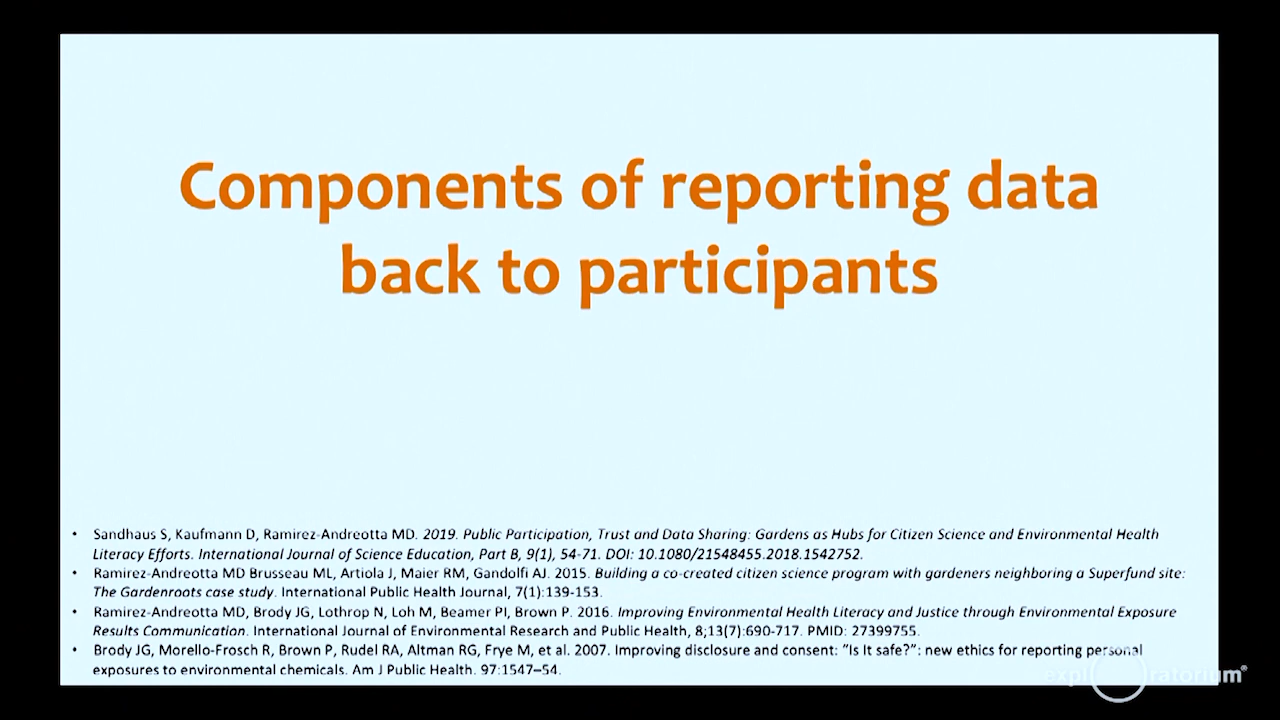 Components of reporting data
back to participants
• Sandhaus S, Kaufmann D, Ramirez-Andreotta MD. 2019. Public Participation, Trust and Data Sharing: Gardens as Hubs for Citizen Science and Environmental Health
Literacy Efforts. International Journal of Science Education, Part B, 9(1), 54-71. DOI: 10.1080/21548455.2018.1542752.
• Ramirez-Andreotta MD Brusseau ML, Artiola J, Maier RM, Gandolfi AJ. 2015. Building a co-created citizen science program with gardeners neighboring a Superfund site:
The Gardenroots case study. International Public Health Journal, 7(1):139-153.
• Ramirez-Andreotta MD, Brody JG, Lothrop N, Loh M, Beamer PI, Brown P. 2016. Improving Environmental Health Literacy and Justice through Environmental Exposure
Results Communication. International Journal of Environmental Research and Public Health, 8;13(7):690-717. PMID: 27399755.
• Brody JG, Morello-Frosch R, Brown P, Rudel RA, Altman RG, Frye M, et al. 2007. Improving disclosure and consent: "Is It safe?": new ethics for reporting personal
exposures to environmental chemicals. Am J Public Health. 97:1547–54.
exploratorium®